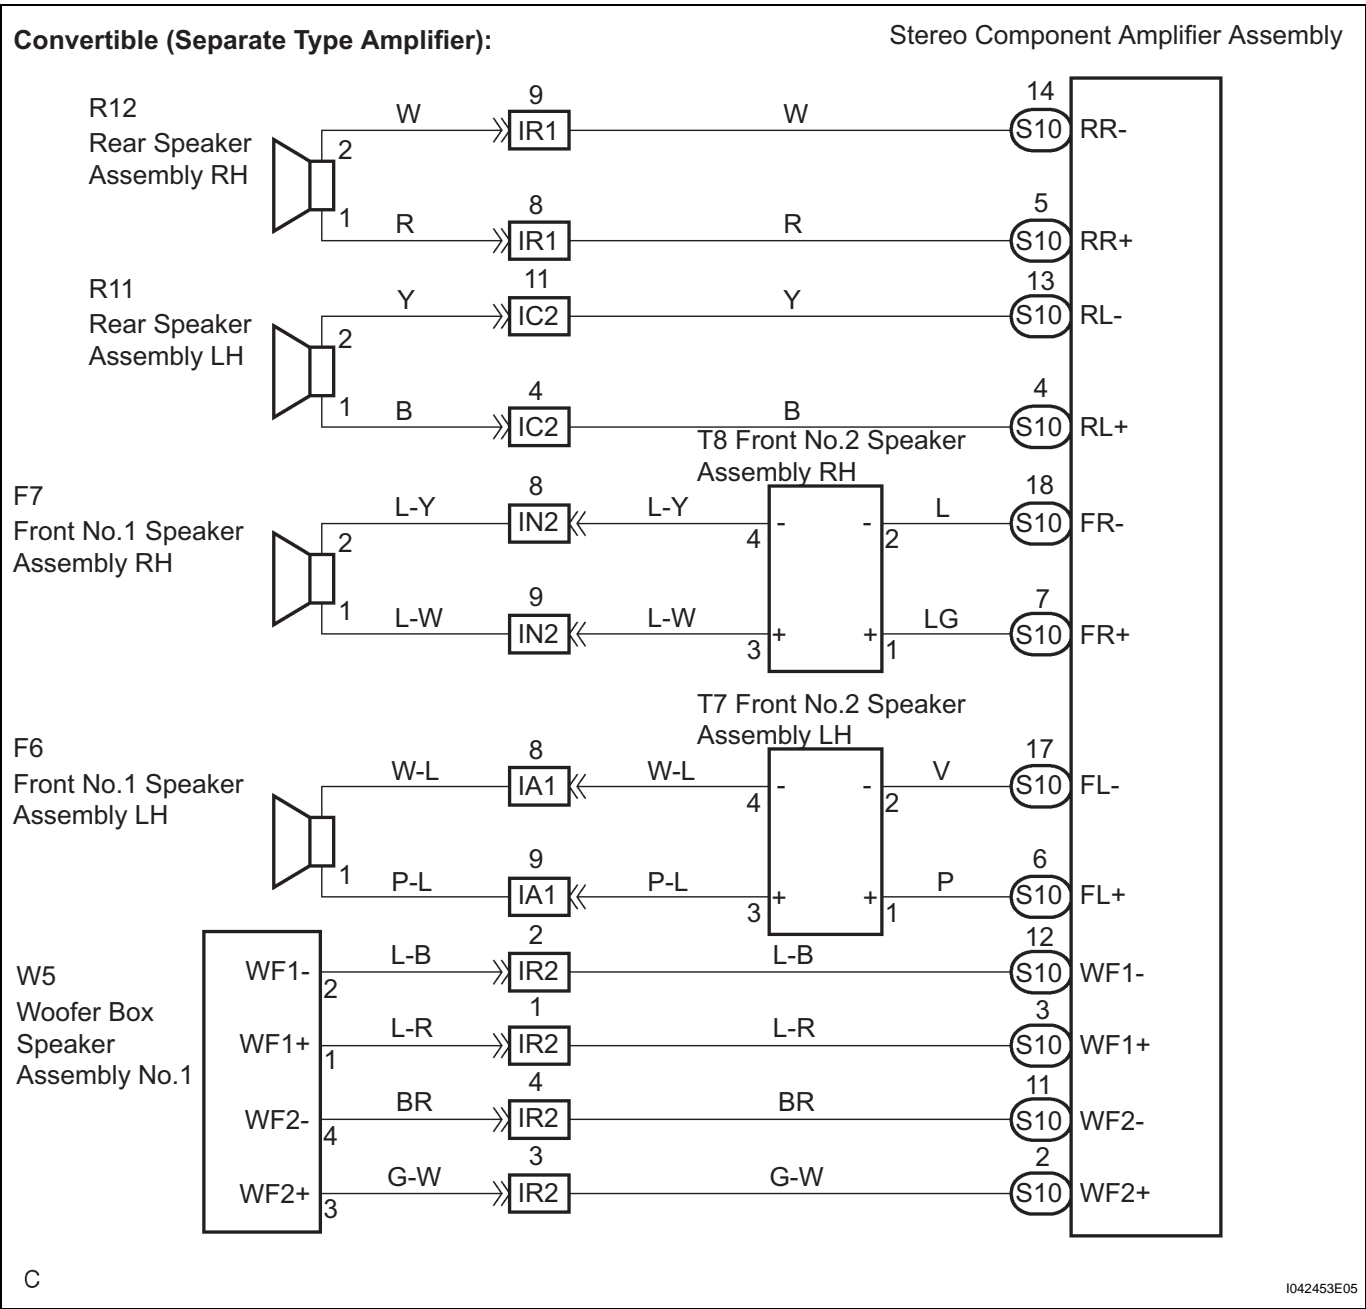 Convertible (Separate Type Amplifier):
Stereo Component Amplifier Assembly
R12
Rear Speaker
Assembly RH
2
W
9
IR1
W
14
S10
RR-
1
R
8
IR1
R
5
S10
RR+
R11
Rear Speaker
Assembly LH
2
Y
11
IC2
Y
13
S10
RL-
1
B
4
IC2
B
4
S10
RL+
T8 Front No.2 Speaker
Assembly RH
F7
Front No.1 Speaker
Assembly RH
2
L-Y
8
IN2
L-Y
-
4
-
2
L
18
S10
FR-
1
L-W
9
IN2
L-W
+
3
+
1
LG
7
S10
FR+
T7 Front No.2 Speaker
Assembly LH
F6
Front No.1 Speaker
Assembly LH
W-L
8
IA1
W-L
-
4
-
2
V
17
S10
FL-
1
P-L
9
IA1
P-L
+
3
+
1
P
6
S10
FL+
W5
Woofer Box
Speaker
Assembly No.1
WF1-
2
L-B
2
IR2
L-B
12
S10
WF1-
WF1+
1
L-R
1
IR2
L-R
3
S10
WF1+
WF2-
4
BR
4
IR2
BR
11
S10
WF2-
WF2+
3
G-W
3
IR2
G-W
2
S10
WF2+
C
I042453E05